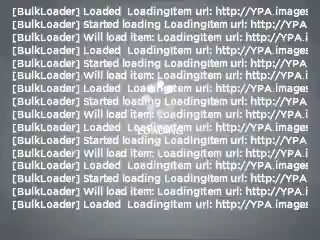 [BulkLoader] Loaded LoadingItem url: http://YPA.images
[BulkLoader] Started loading LoadingItem url: http://YPA
[BulkLoader] Will load item: LoadingItem url: http://YPA.i
[BulkLoader] Loaded LoadingItem url: http://YPA.images
[BulkLoader] Started loading LoadingItem url: http://YPA
[BulkLoader] Will load item: LoadingItem url: http://YPA.i
[BulkLoader] Loaded LoadingItem url: http://YPA.images
[BulkLoader] Started loading LoadingItem url: http://YPA
[BulkLoader] Will load item: LoadingItem url: http://YPA.i
[BulkLoader] Loaded LoadingItem url: http://YPA.images
LOADING
[BulkLoader] Started loading LoadingItem url: http://YPA
[BulkLoader] Will load item: LoadingItem url: http://YPA.i
[BulkLoader] Loaded LoadingItem url: http://YPA.images
[BulkLoader] Started loading LoadingItem url: http://YPA
[BulkLoader] Will load item: LoadingItem url: http://YPA.i
[BulkLoader] Loaded LoadingItem url: http://YPA.images